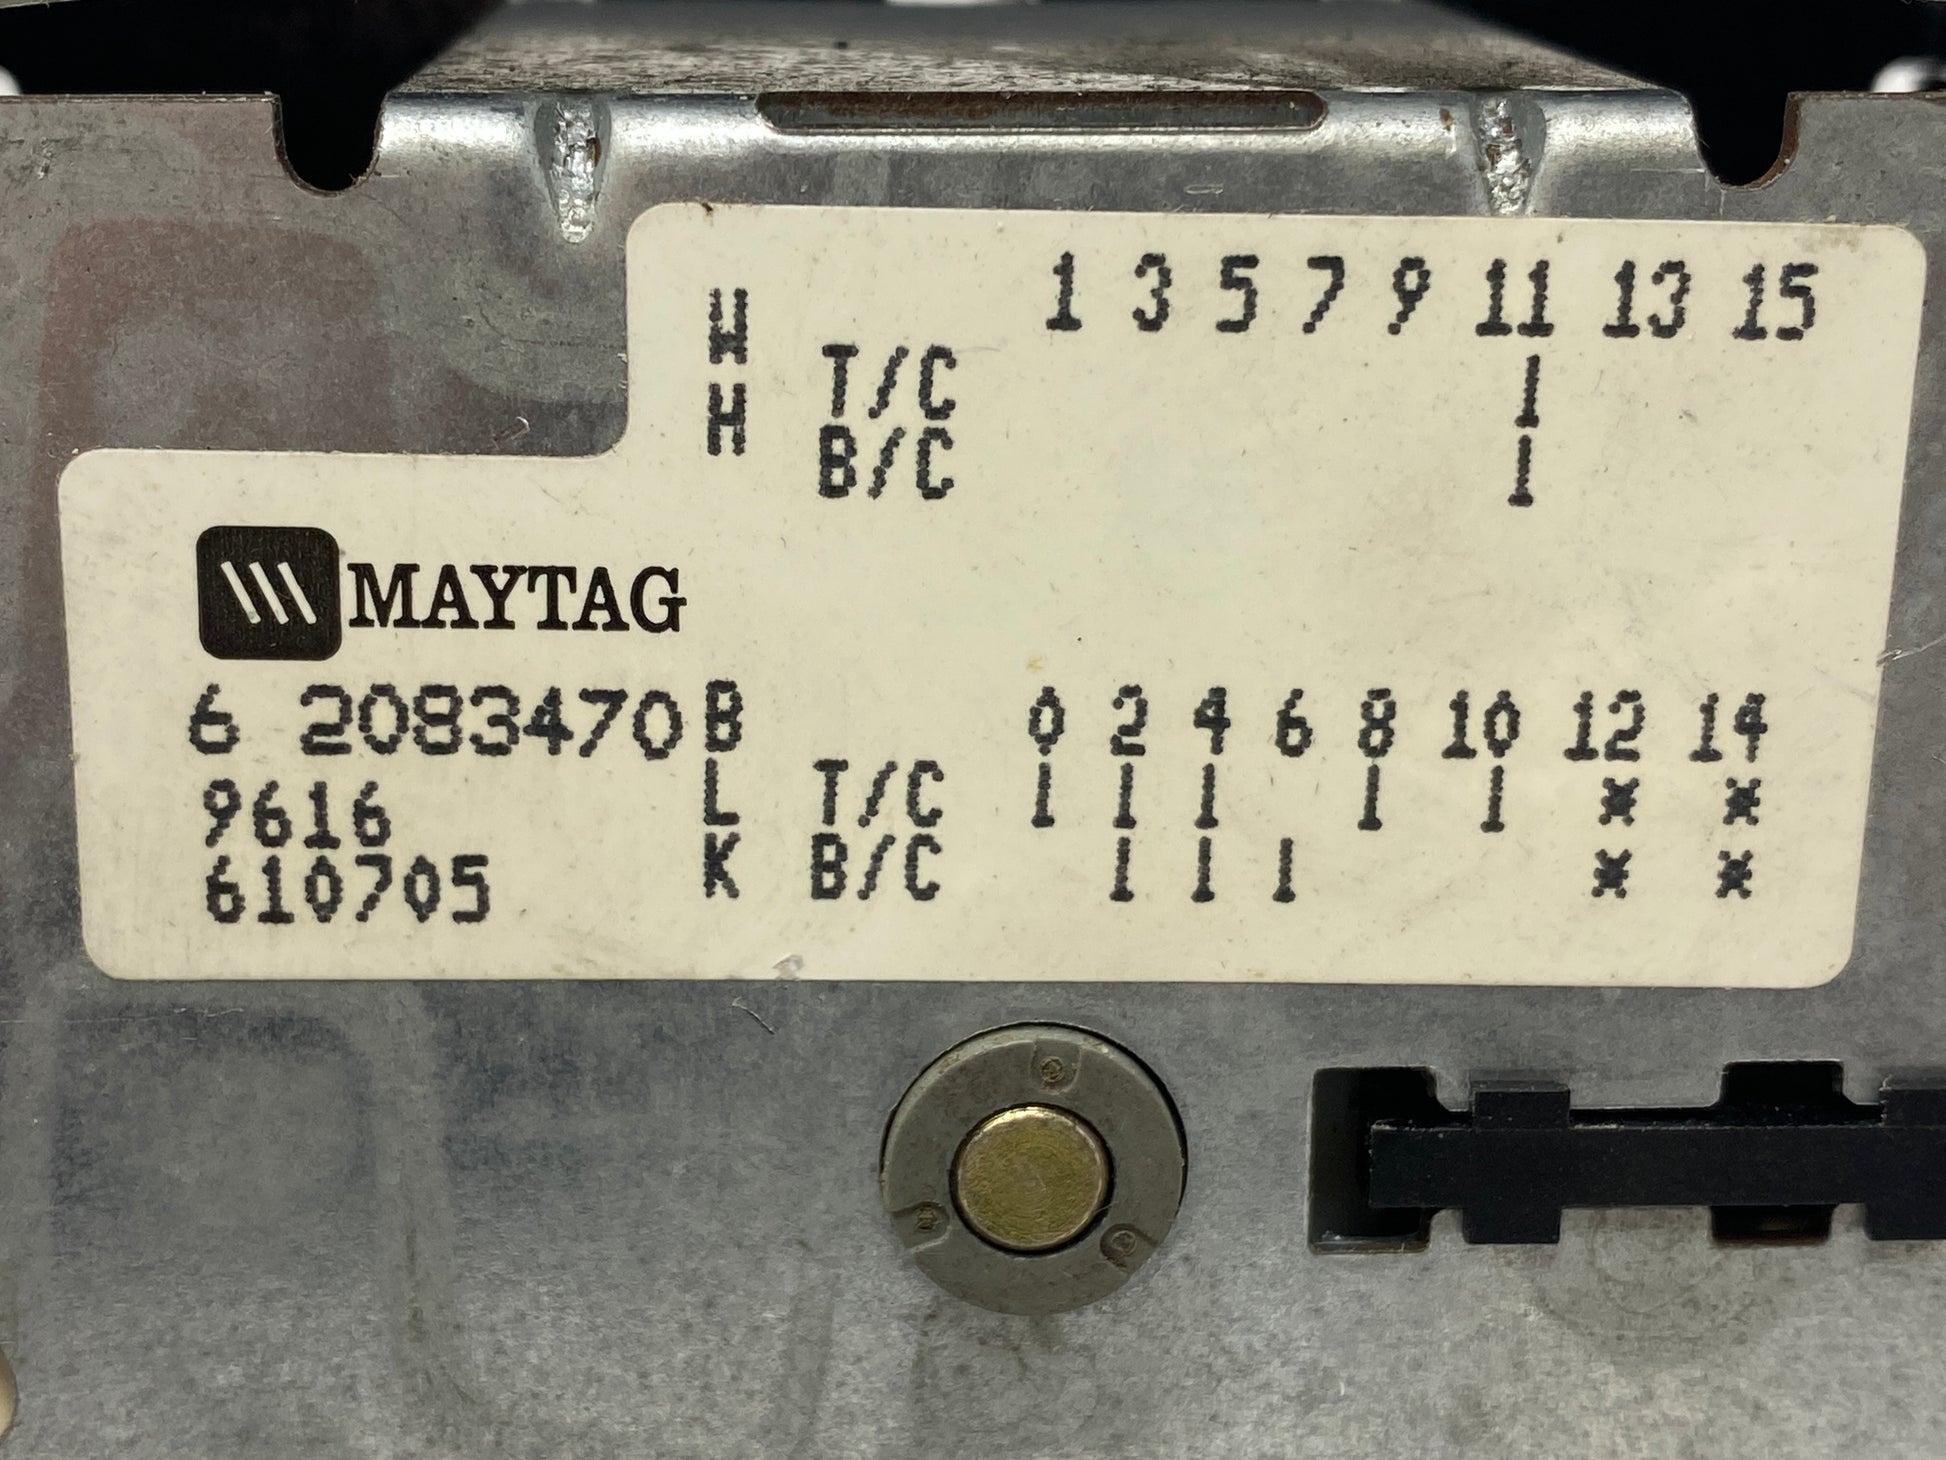 1 3 5 7 9 11 13 15
W T/C 1
H B/C 1
MAYTAG
6 2083470 B 0 2 4 6 8 10 12 14
9616 L T/C 1 1 1 1 1 * *
610705 K B/C 1 1 1 * *